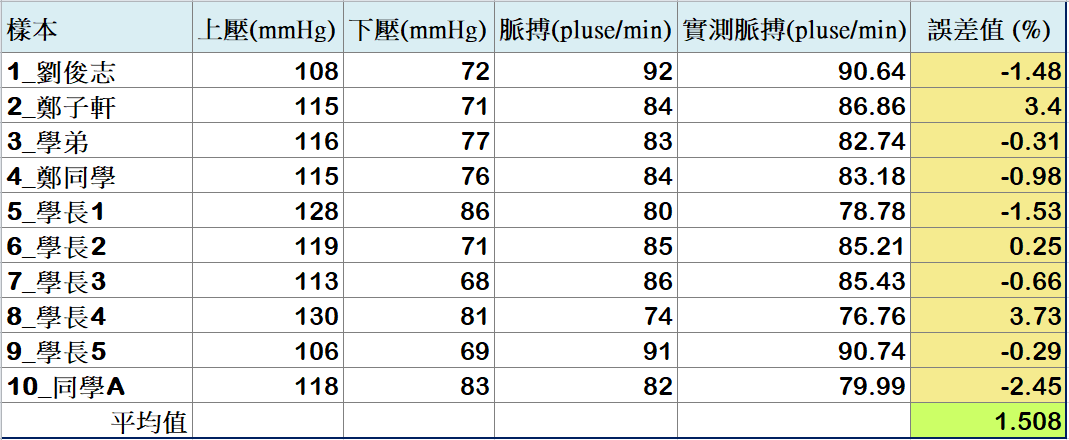 樣本 上壓(mmHg) 下壓(mmHg) 脈搏(pluse/min) 實測脈搏(pluse/min) 誤差值 (%)
1_劉俊志 108 72 92 90.64 -1.48
2_鄭子軒 115 71 84 86.86 3.4
3_學弟 116 77 83 82.74 -0.31
4_鄭同學 115 76 84 83.18 -0.98
5_學長1 128 86 80 78.78 -1.53
6_學長2 119 71 85 85.21 0.25
7_學長3 113 68 86 85.43 -0.66
8_學長4 130 81 74 76.76 3.73
9_學長5 106 69 91 90.74 -0.29
10_同學A 118 83 82 79.99 -2.45
平均值 1.508